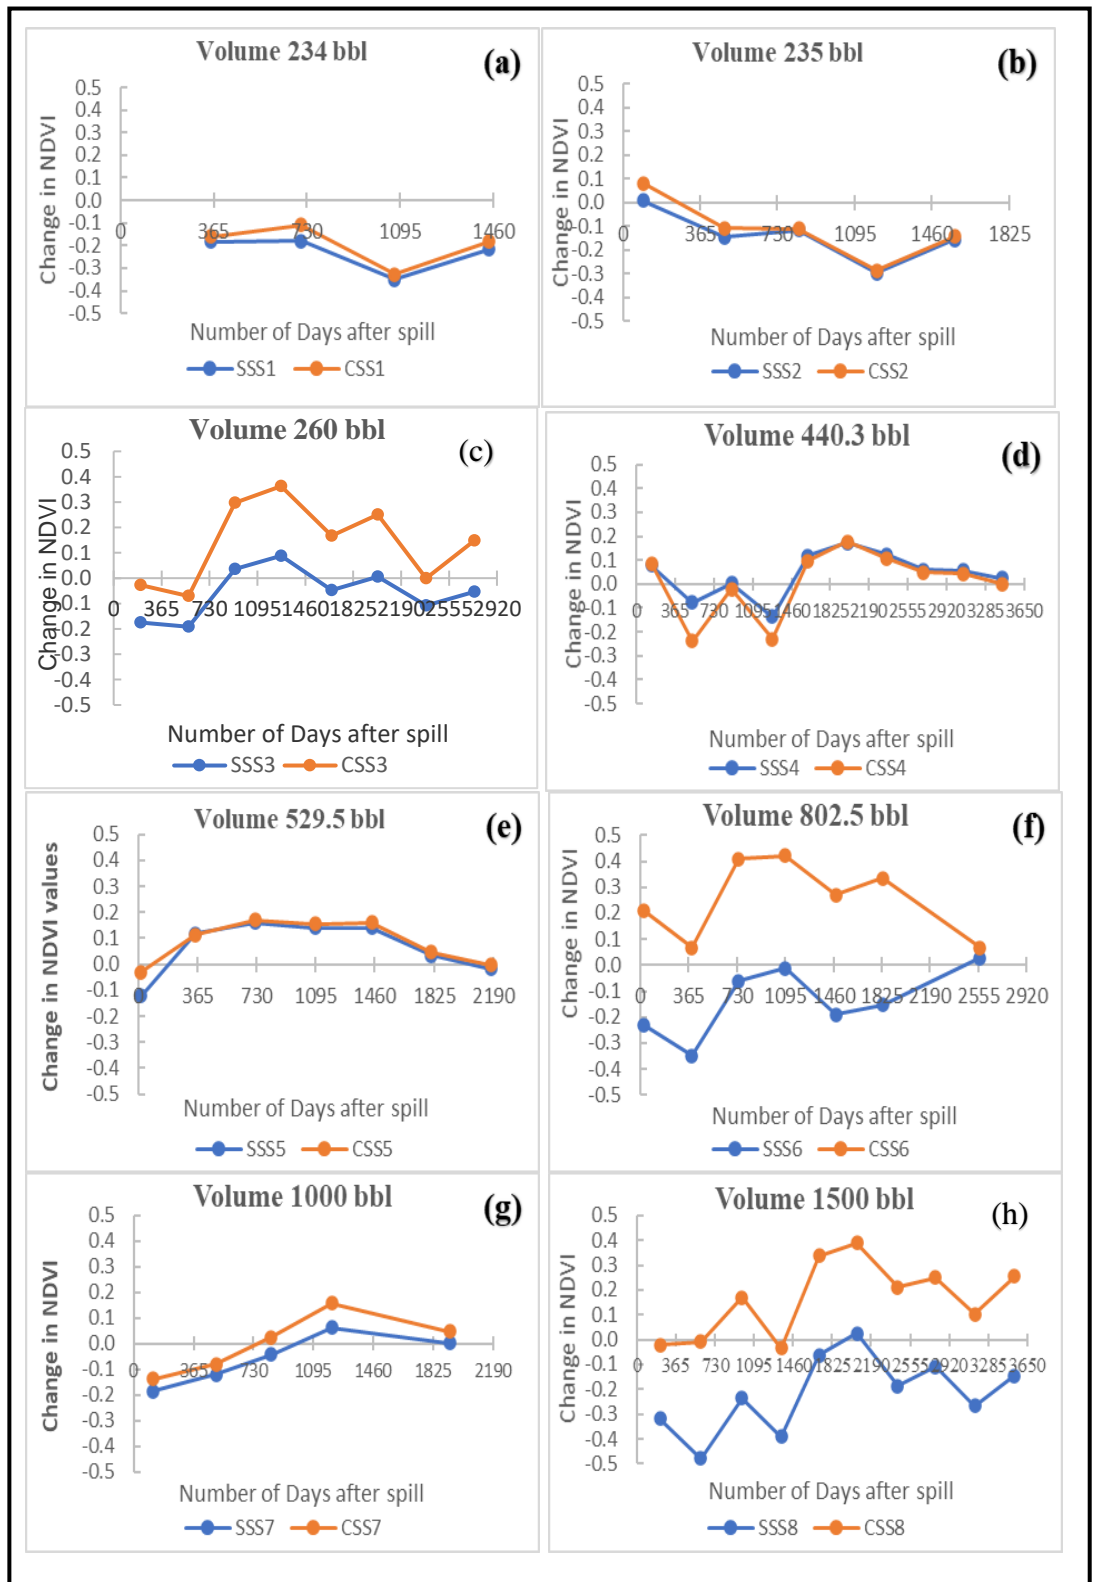 Volume 234 bbl
(a)
Change in NDVI
0.5
0.4
0.3
0.2
0.1
0.0
-0.1
-0.2
-0.3
-0.4
-0.5
0 365 730 1095 1460
Number of Days after spill
SSS1 CSS1
Volume 235 bbl
(b)
Change in NDVI
0.5
0.4
0.3
0.2
0.1
0.0
-0.1
-0.2
-0.3
-0.4
-0.5
0 365 730 1095 1460 1825
Number of Days after spill
SSS2 CSS2
Volume 260 bbl
(c)
Change in NDVI
0.5
0.4
0.3
0.2
0.1
0.0
-0.1
-0.2
-0.3
-0.4
-0.5
0 365 730 1095 1460 1825 2190 2555 2920
Number of Days after spill
SSS3 CSS3
Volume 440.3 bbl
(d)
Change in NDVI
0.5
0.4
0.3
0.2
0.1
0.0
-0.1
-0.2
-0.3
-0.4
-0.5
0 365 730 1095 1460 1825 2190 2555 2920 3285 3650
Number of Days after spill
SSS4 CSS4
Volume 529.5 bbl
(e)
Change in NDVI values
0.5
0.4
0.3
0.2
0.1
0.0
-0.1
-0.2
-0.3
-0.4
-0.5
0 365 730 1095 1460 1825 2190
Number of Days after spill
SSS5 CSS5
Volume 802.5 bbl
(f)
Change in NDVI
0.5
0.4
0.3
0.2
0.1
0.0
-0.1
-0.2
-0.3
-0.4
-0.5
0 365 730 1095 1460 1825 2190 2555 2920
Number of Days after spill
SSS6 CSS6
Volume 1000 bbl
(g)
Change in NDVI
0.5
0.4
0.3
0.2
0.1
0.0
-0.1
-0.2
-0.3
-0.4
-0.5
0 365 730 1095 1460 1825 2190
Number of Days after spill
SSS7 CSS7
Volume 1500 bbl
(h)
Change in NDVI
0.5
0.4
0.3
0.2
0.1
0.0
-0.1
-0.2
-0.3
-0.4
-0.5
0 365 730 1095 1460 1825 2190 2555 2920 3285 3650
Number of Days after spill
SSS8 CSS8